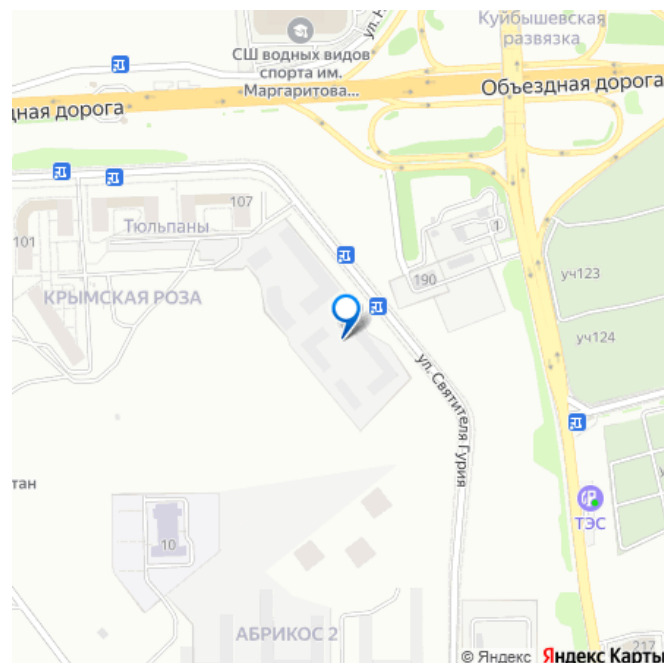 Куйбышевская
развязка
ул. Н
СШ водных видов
спорта им.
Маргаритова...
Объездная дорога
дная дорога
107
Тюльпаны
101
1
190
уч123
КРЫМСКАЯ РОЗА
уч124
ул. Святителя Гурия
тан
ТЭС
10
АБРИКОС 2
217
© Яндекс Яндекс Карты